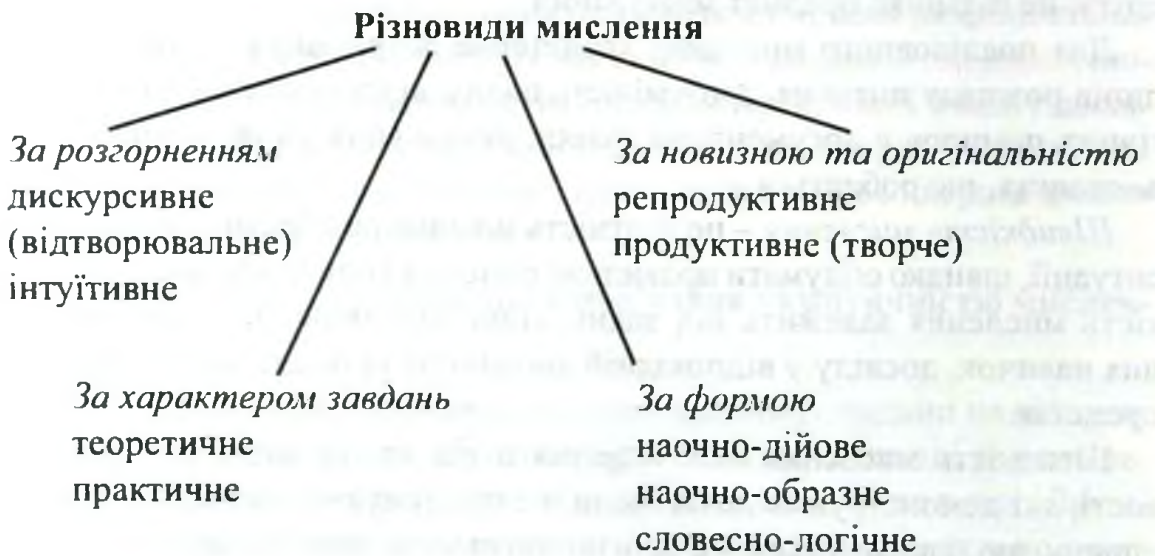 Різновиди мислення
За розгорненням
дискурсивне
(відтворювальне)
інтуїтивне
За новизною та оригінальністю
репродуктивне
продуктивне (творче)
За характером завдань
теоретичне
практичне
За формою
наочно-дійове
наочно-образне
словесно-логічне